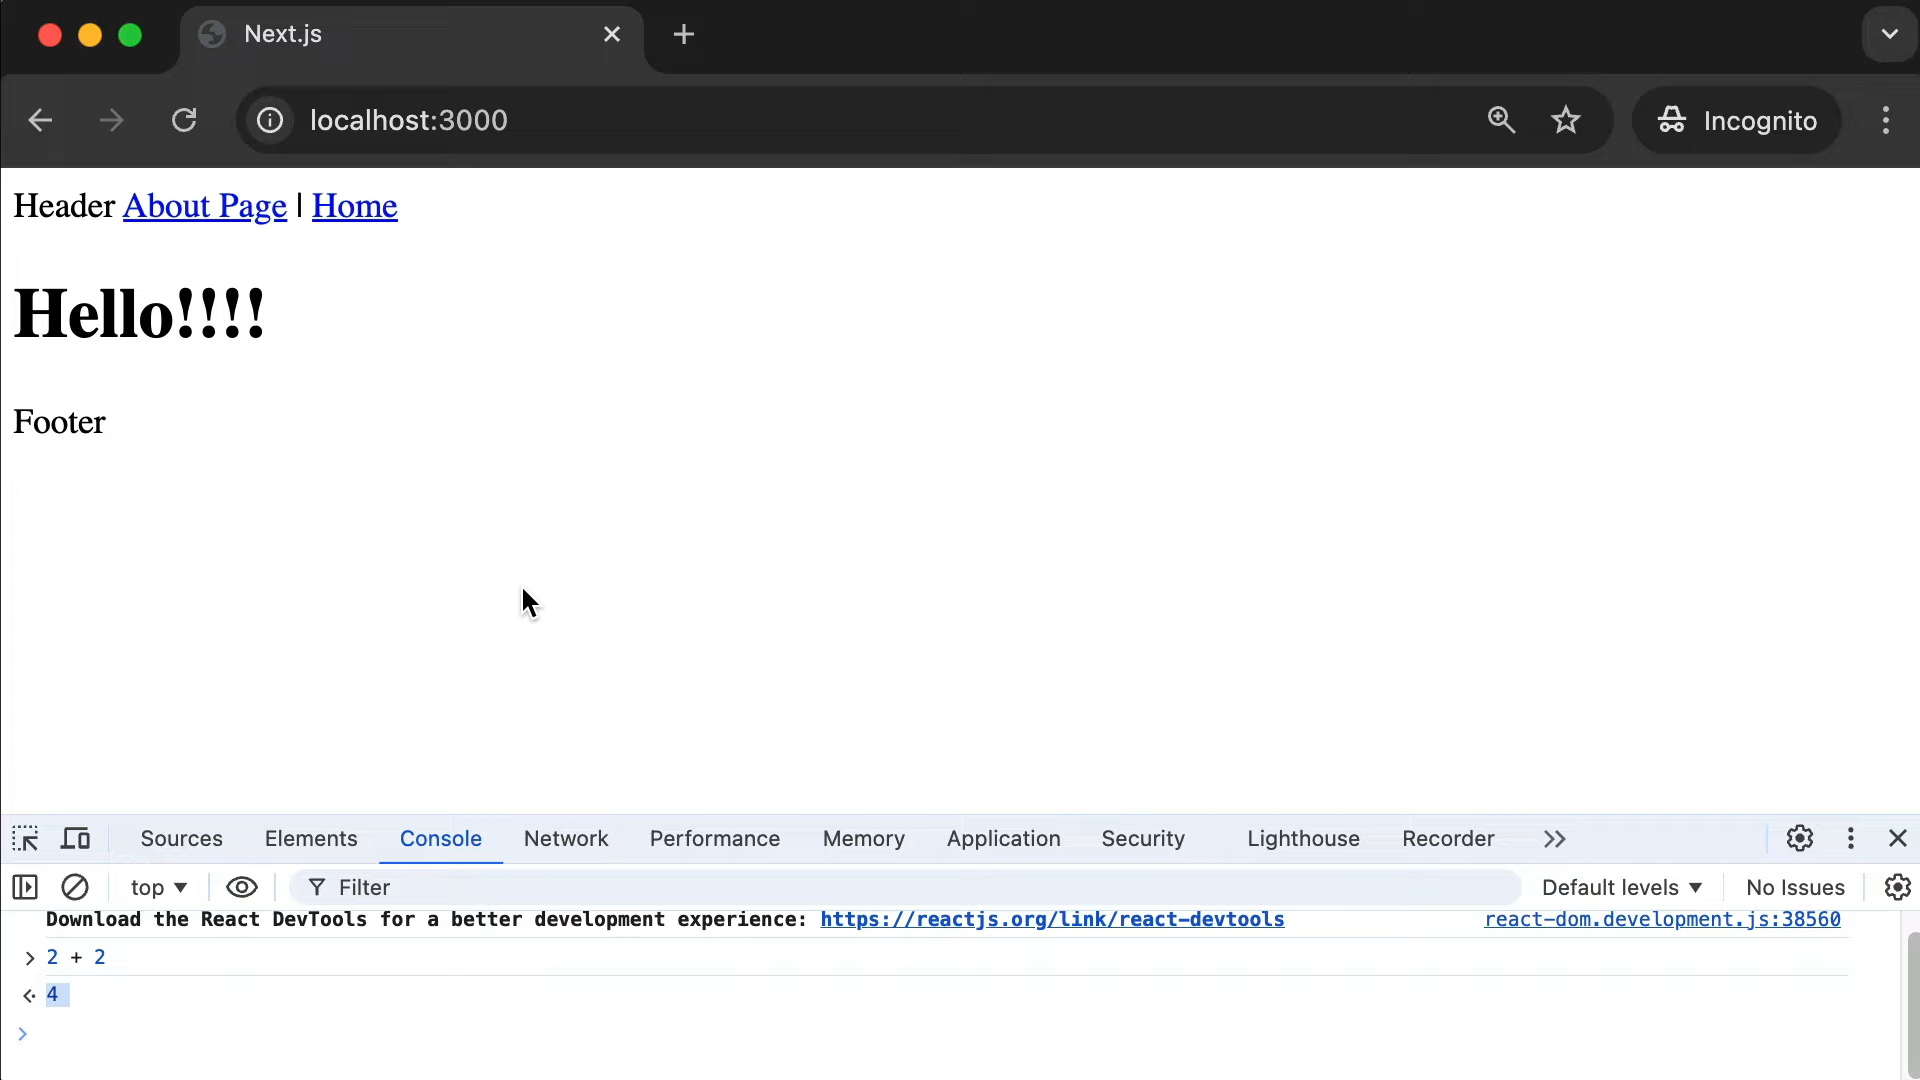 Next.js
localhost:3000
Incognito
Header About Page | Home
Hello!!!!
Footer
Sources Elements Console Network Performance Memory Application Security Lighthouse Recorder
top Filter Default levels No Issues
Download the React DevTools for a better development experience: https://reactjs.org/link/react-devtools react-dom.development.js:38560
2 + 2
4